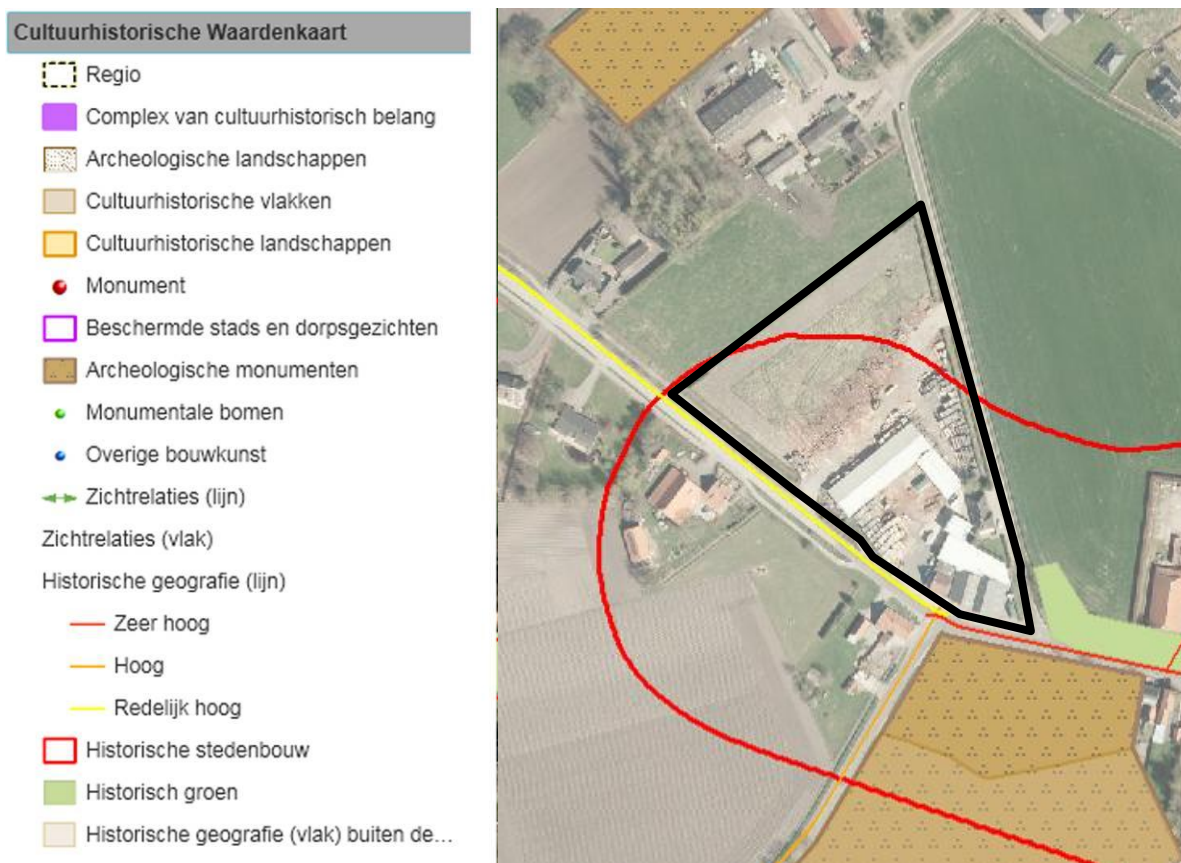 Cultuurhistorische Waardenkaart
Regio
Complex van cultuurhistorisch belang
Archeologische landschappen
Cultuurhistorische vlakken
Cultuurhistorische landschappen
Monument
Beschermde stads en dorpsgezichten
Archeologische monumenten
Monumentale bomen
Overige bouwkunst
Zichtrelaties (lijn)
Zichtrelaties (vlak)
Historische geografie (lijn)
Zeer hoog
Hoog
Redelijk hoog
Historische stedenbouw
Historisch groen
Historische geografie (vlak) buiten de...